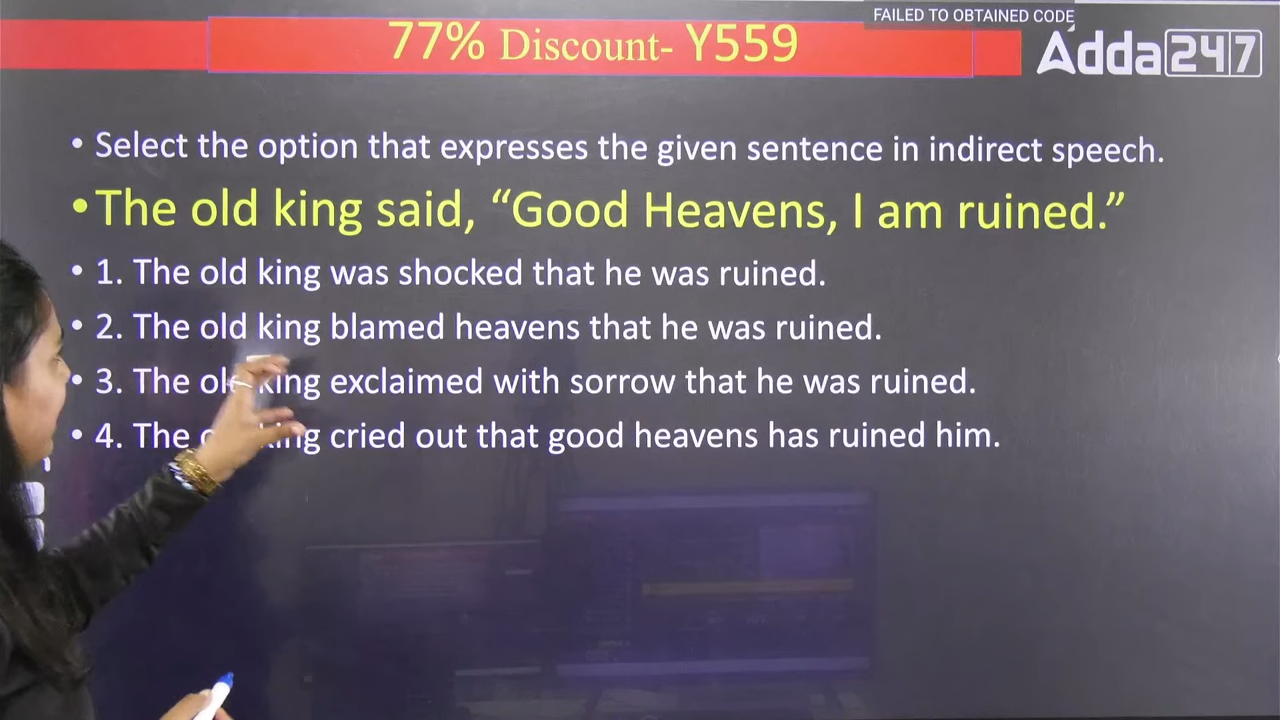 FAILED TO OBTAINED CODE
77% Discount- Y559
Adda247
• Select the option that expresses the given sentence in indirect speech.
• The old king said, “Good Heavens, I am ruined.”
• 1. The old king was shocked that he was ruined.
• 2. The old king blamed heavens that he was ruined.
• 3. The old king exclaimed with sorrow that he was ruined.
• 4. The king cried out that good heavens has ruined him.